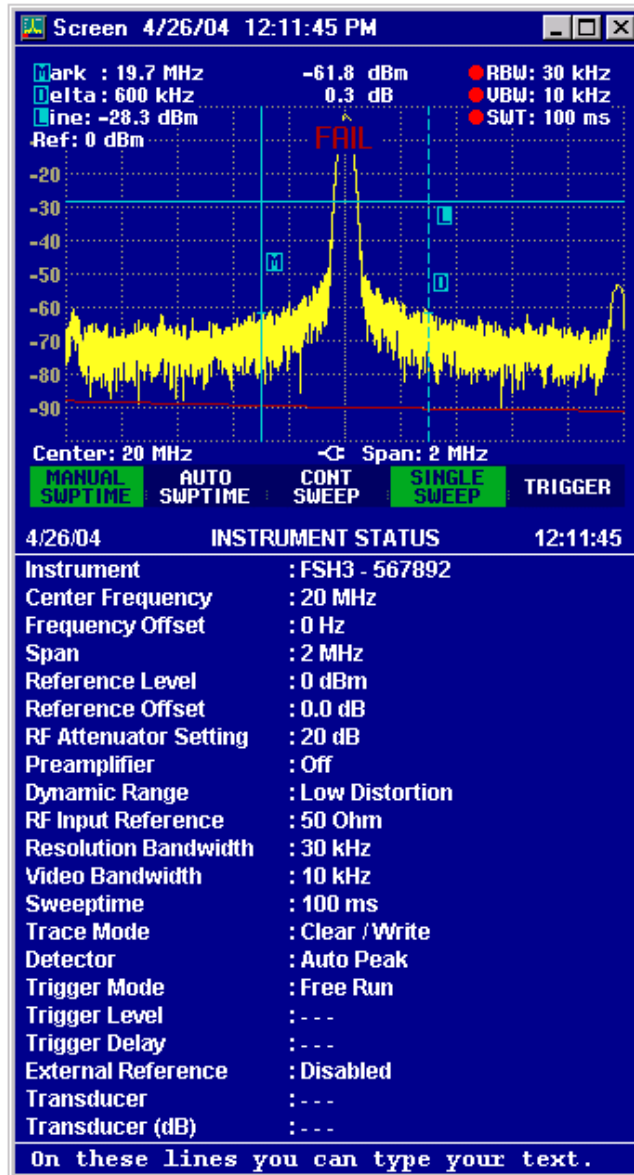 Screen 4/26/04 12:11:45 PM
Mark : 19.7 MHz -61.8 dBm RBW: 30 kHz
Delta : 600 kHz 0.3 dB VBW: 10 kHz
Line: -28.3 dBm SWT: 100 ms
Ref: 0 dBm FAIL
-20
-30
L
-40
M
-50
D
-60
-70
-80
-90
Center: 20 MHz Span: 2 MHz
MANUAL SWPTIME AUTO SWPTIME CONT SWEEP SINGLE SWEEP TRIGGER
4/26/04 INSTRUMENT STATUS 12:11:45
Instrument : FSH3 - 567892
Center Frequency : 20 MHz
Frequency Offset : 0 Hz
Span : 2 MHz
Reference Level : 0 dBm
Reference Offset : 0.0 dB
RF Attenuator Setting : 20 dB
Preamplifier : Off
Dynamic Range : Low Distortion
RF Input Reference : 50 Ohm
Resolution Bandwidth : 30 kHz
Video Bandwidth : 10 kHz
Sweeptime : 100 ms
Trace Mode : Clear / Write
Detector : Auto Peak
Trigger Mode : Free Run
Trigger Level : - - -
Trigger Delay : - - -
External Reference : Disabled
Transducer : - - -
Transducer (dB) : - - -
On these lines you can type your text.